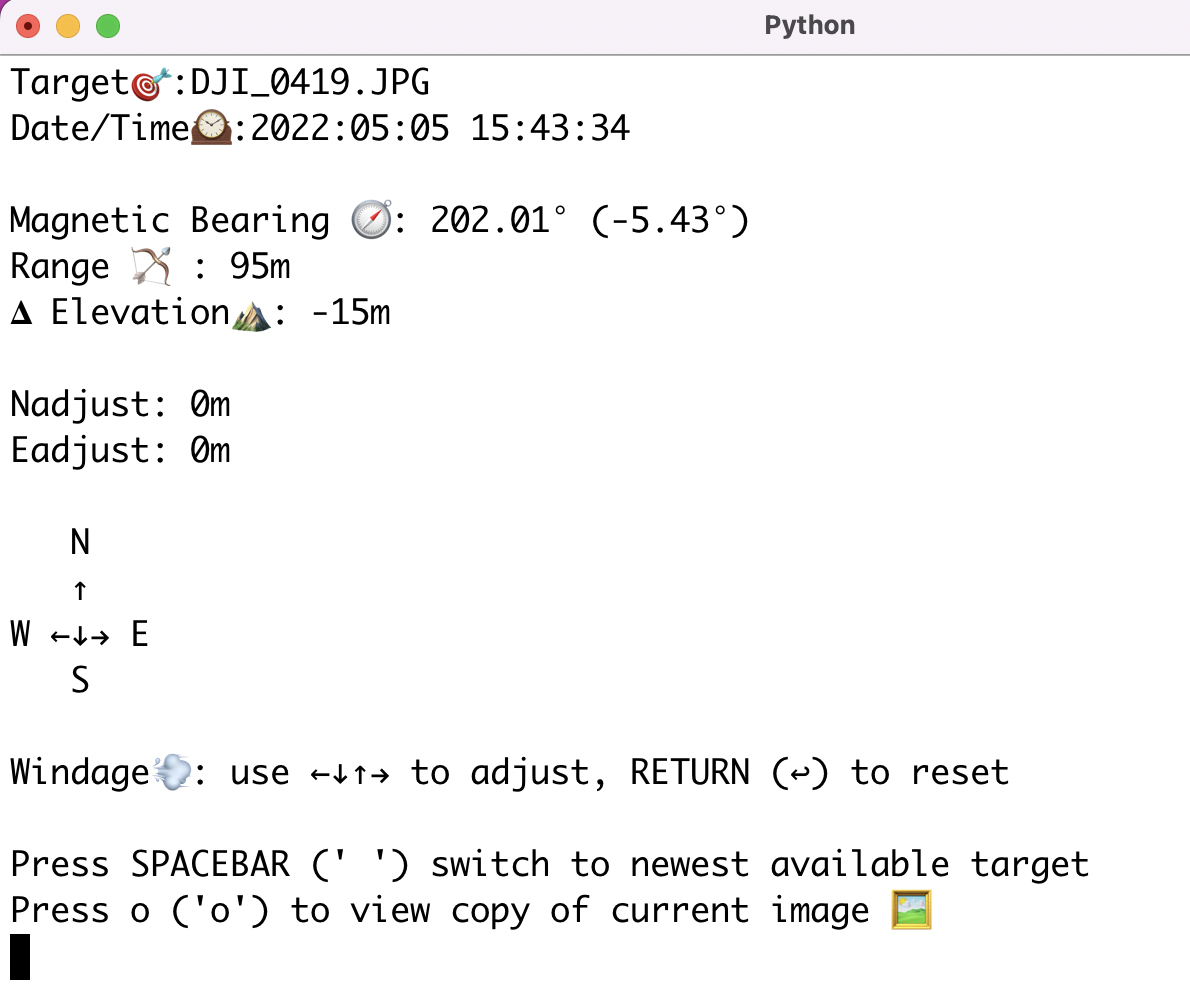 Python
Target🎯:DJI_0419.JPG
Date/Time🕰️:2022:05:05 15:43:34
Magnetic Bearing 🧭: 202.01° (-5.43°)
Range 🏹 : 95m
Δ Elevation⛰️: -15m
Nadjust: 0m
Eadjust: 0m
N
↑
W ←↓→ E
S
Windage💨: use ←↓↑→ to adjust, RETURN (↩) to reset
Press SPACEBAR (' ') switch to newest available target
Press o ('o') to view copy of current image 🖼️